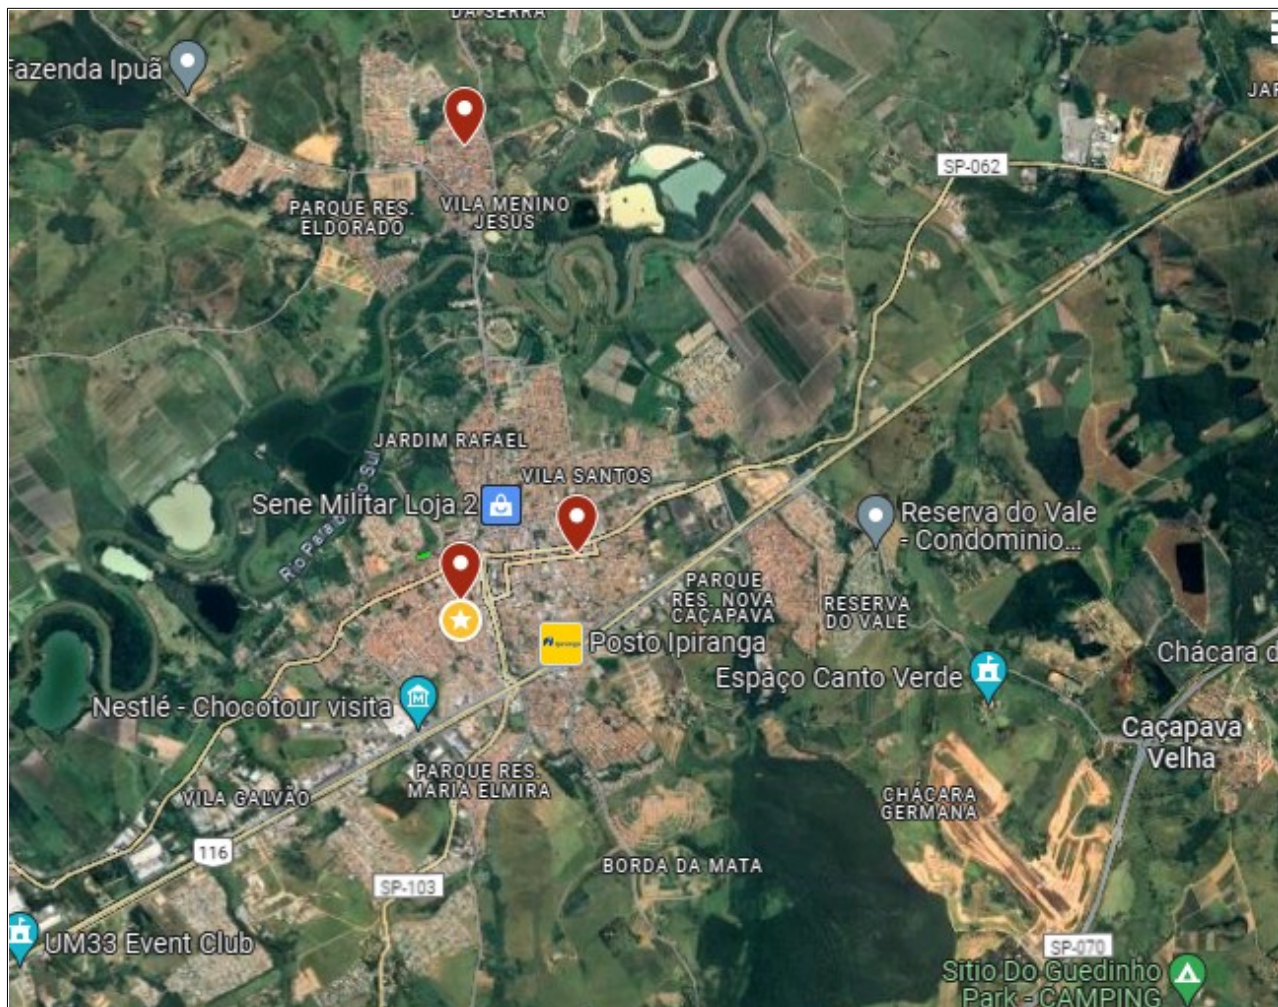 DA SERRA
Fazenda Ipuã
JAR
SP-062
PARQUE RES.
ELDORADO
VILA MENINO
JESUS
JARDIM RAFAEL
VILA SANTOS
Sene Militar Loja 2
Rio Paraíba do Sul
Reserva do Vale
- Condominio...
PARQUE
RES. NOVA
CAÇAPAVA
RESERVA
DO VALE
Posto Ipiranga
Chácara d
Espaço Canto Verde
Nestlé - Chocotour visita
M
Caçapava
Velha
PARQUE RES.
MARIA ELMIRA
VILA GALVÃO
CHÁCARA
GERMANA
116
BORDA DA MATA
SP-103
UM33 Event Club
SP-070
Sitio Do Guedinho
Park - CAMPING